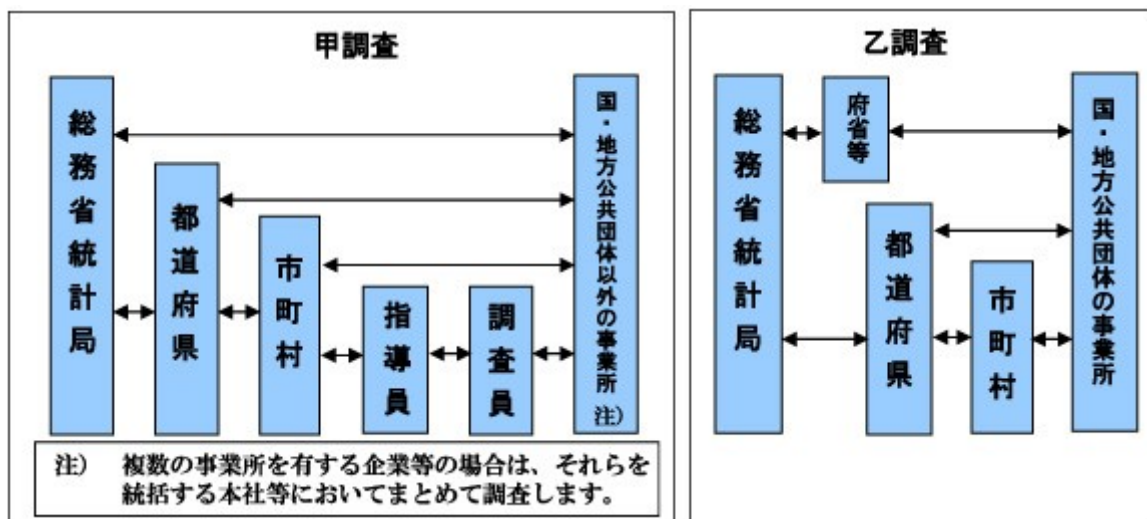 甲調査
総務省統計局
都道府県
市町村
指導員
調査員
国・地方公共団体以外の事業所 注）
注） 複数の事業所を有する企業等の場合は、それらを
統括する本社等においてまとめて調査します。
乙調査
総務省統計局
府省等
都道府県
市町村
国・地方公共団体の事業所